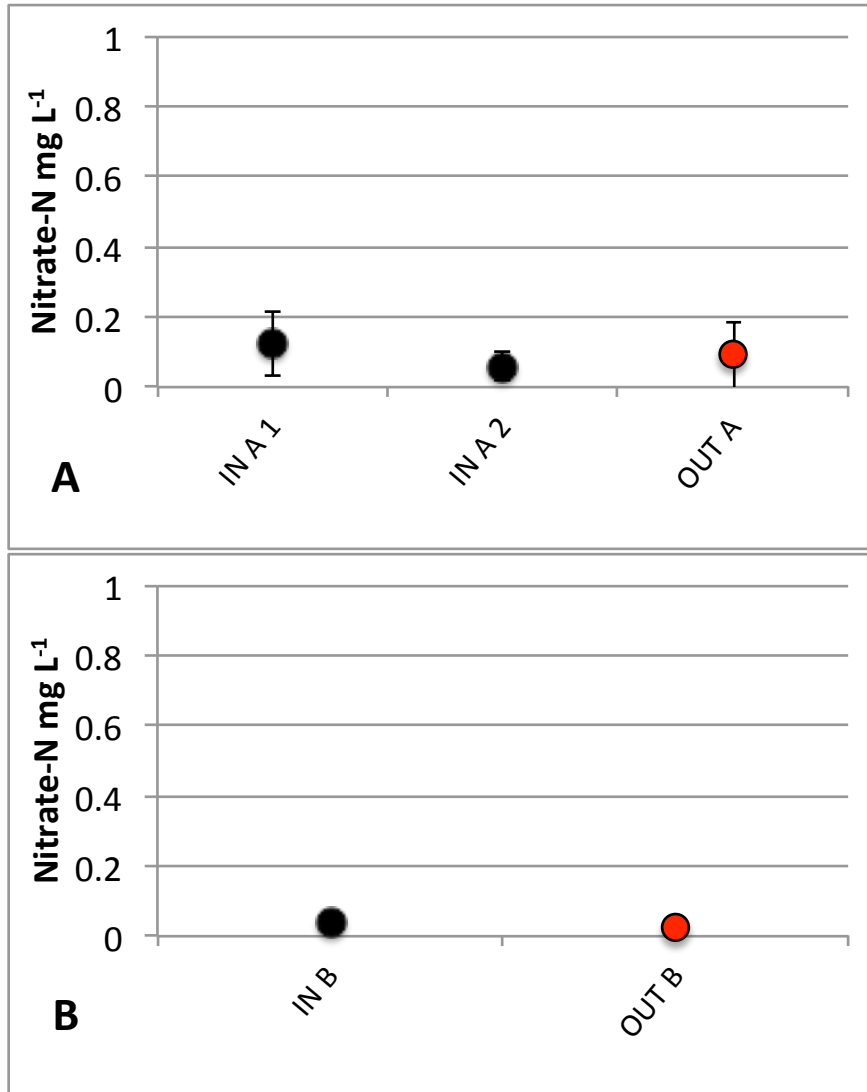 1
0.8
0.6
0.4
0.2
0
Nitrate-N mg L⁻¹
IN A 1
IN A 2
OUT A
A
1
0.8
0.6
0.4
0.2
0
Nitrate-N mg L⁻¹
IN B
OUT B
B